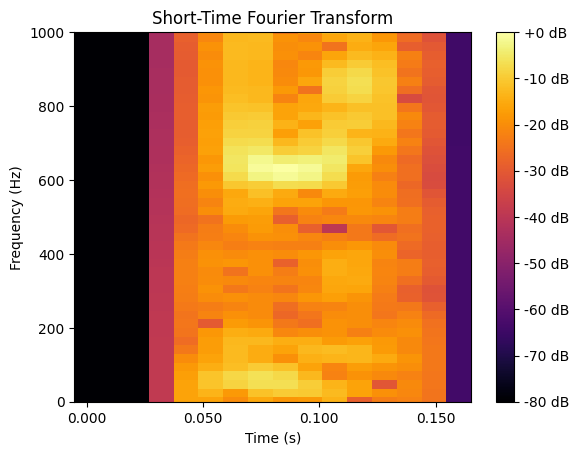 Short-Time Fourier Transform
1000
800
600
400
200
0
Frequency (Hz)
0.000
0.050
0.100
0.150
Time (s)
+0 dB
-10 dB
-20 dB
-30 dB
-40 dB
-50 dB
-60 dB
-70 dB
-80 dB